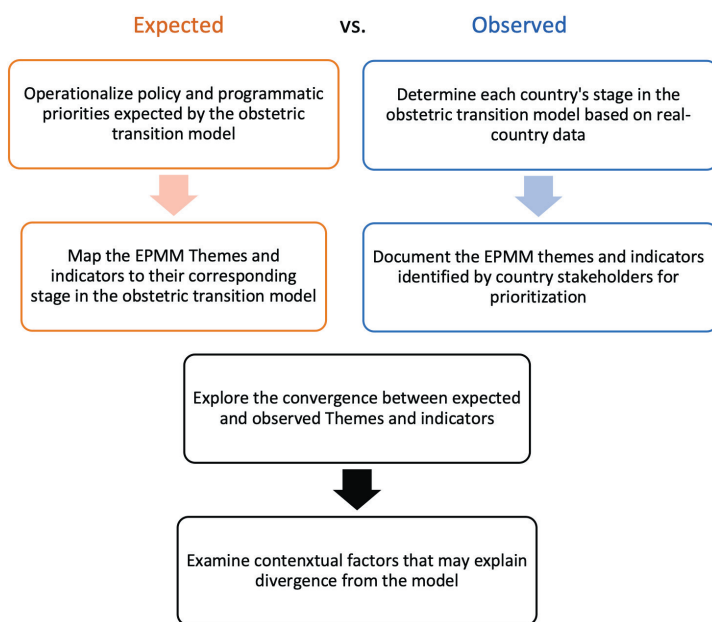 Expected vs. Observed
Operationalize policy and programmatic
priorities expected by the obstetric
transition model
Determine each country's stage in the
obstetric transition model based on real-
country data
Map the EPMM Themes and
indicators to their corresponding
stage in the obstetric transition model
Document the EPMM themes and indicators
identified by country stakeholders for
prioritization
Explore the convergence between expected
and observed Themes and indicators
Examine contenxtual factors that may explain
divergence from the model